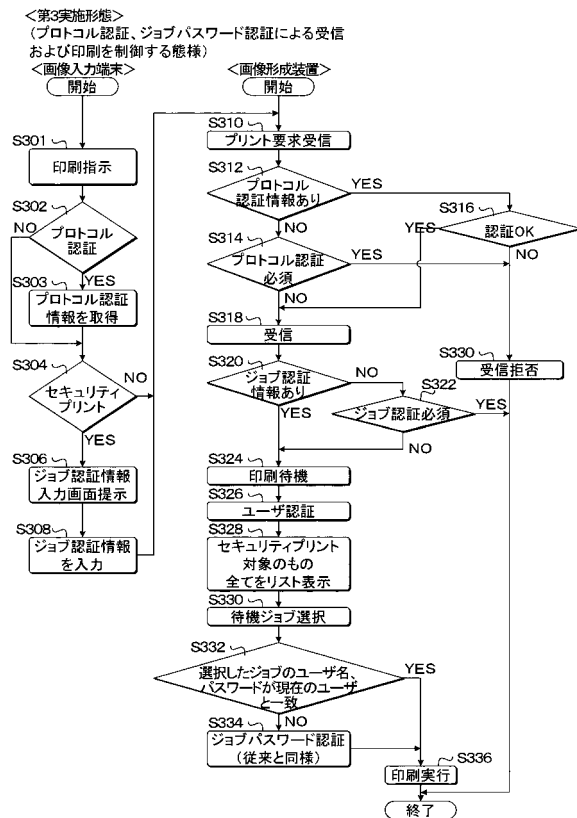 <第3実施形態>
(プロトコル認証、ジョブパスワード認証による受信
および印刷を制御する態様)
<画像入力端末>
開始
S301
印刷指示
S302
プロトコル
認証
NO
YES
S303
プロトコル認証
情報を取得
S304
セキュリティ
プリント
NO
YES
S306
ジョブ認証情報
入力画面提示
S308
ジョブ認証情報
を入力
<画像形成装置>
開始
S310
プリント要求受信
S312
プロトコル
認証情報あり
YES
NO
S316
認証OK
YES
NO
S314
プロトコル認証
必須
YES
NO
S318
受信
S320
ジョブ認証
情報あり
NO
YES
S322
ジョブ認証必須
YES
NO
S330
受信拒否
S324
印刷待機
S326
ユーザ認証
S328
セキュリティプリント
対象のもの
全てをリスト表示
S330
待機ジョブ選択
S332
選択したジョブのユーザ名、
パスワードが現在のユーザ
と一致
YES
NO
S334
ジョブパスワード認証
(従来と同様)
S336
印刷実行
終了